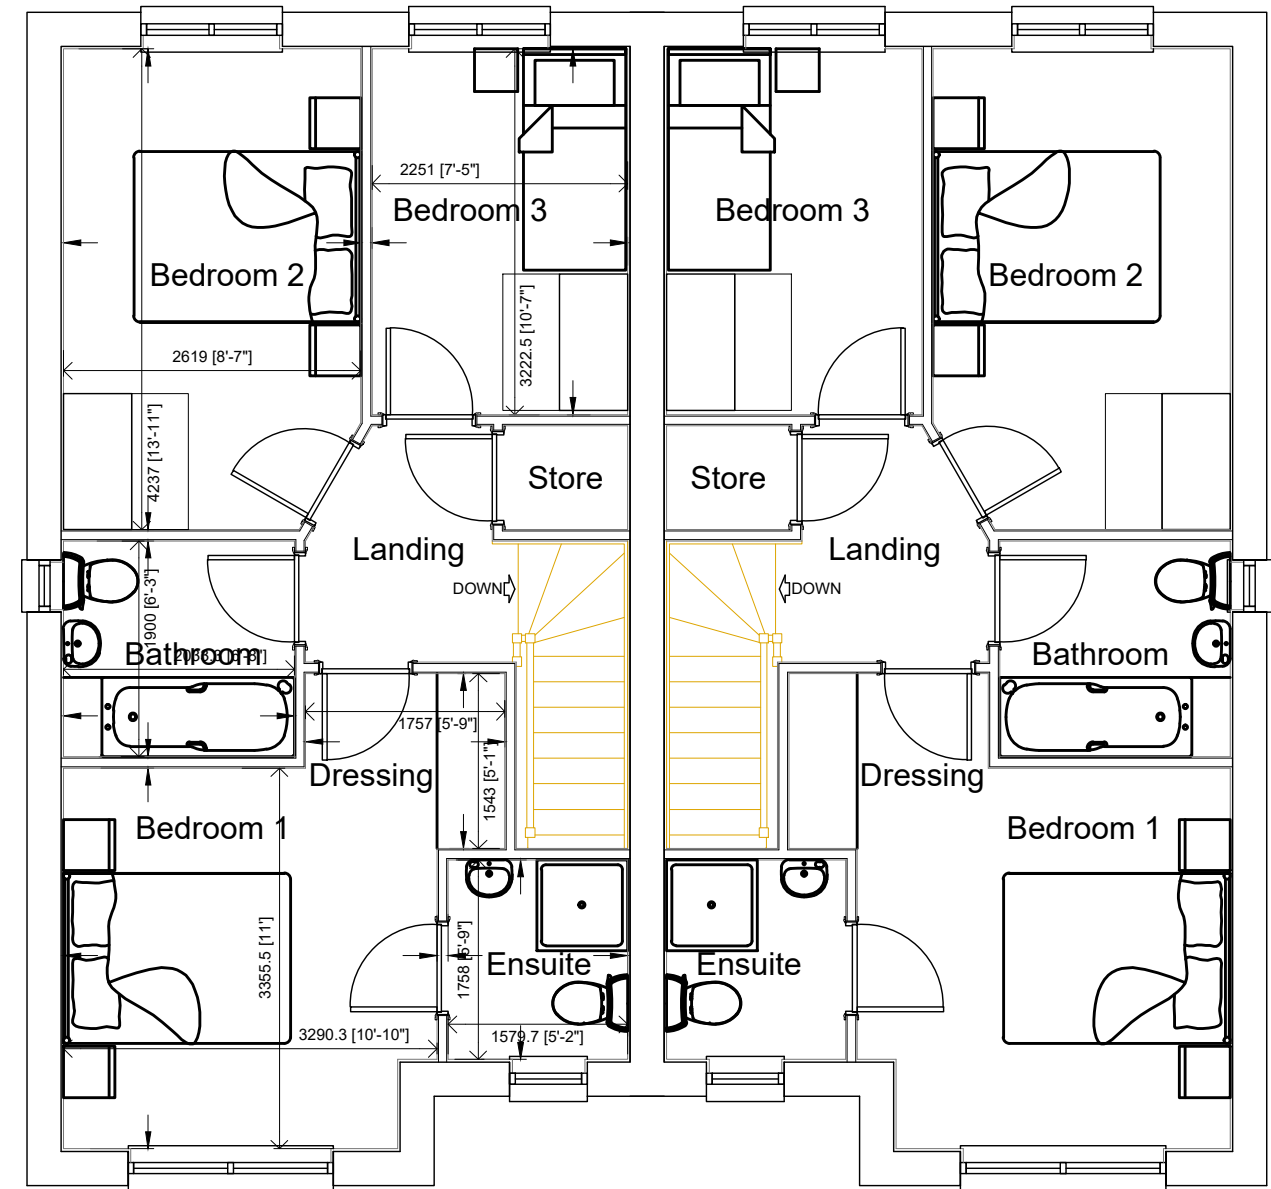 2251 [7'-5"]
Bedroom 3
Bedroom 3
Bedroom 2
Bedroom 2
3222.5 [10'-7"]
2619 [8'-7"]
4237 [13'-11"]
Store
Store
Landing
Landing
DOWN
DOWN
1900 [6'-3"]
Bathroom
Bathroom
1757 [5'-9"]
Dressing
Dressing
1543 [5'-1"]
Bedroom 1
Bedroom 1
3355.5 [11']
1758 [5'-9"]
Ensuite
Ensuite
3290.3 [10'-10"]
1579.7 [5'-2"]